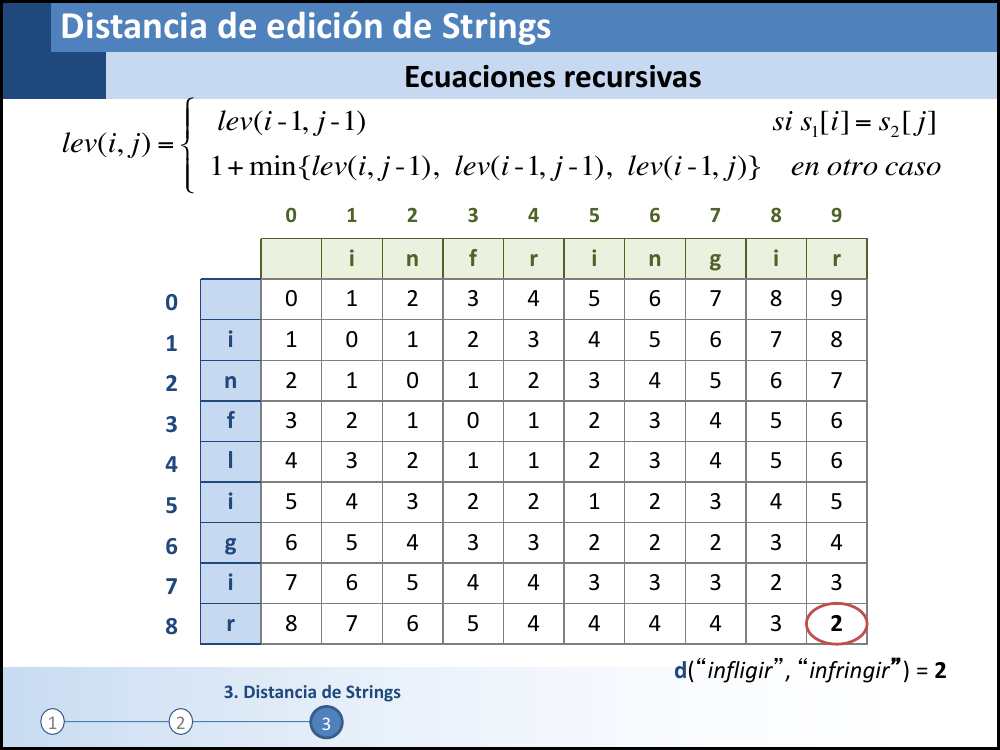 Distancia de edición de Strings
Ecuaciones recursivas
lev(i, j) = { lev(i-1, j-1) si s₁[i] = s₂[j]
1 + min{lev(i, j-1), lev(i-1, j-1), lev(i-1, j)} en otro caso
0 1 2 3 4 5 6 7 8 9
i n f r i n g i r
0 0 1 2 3 4 5 6 7 8 9
1 i 1 0 1 2 3 4 5 6 7 8
2 n 2 1 0 1 2 3 4 5 6 7
3 f 3 2 1 0 1 2 3 4 5 6
4 l 4 3 2 1 1 2 3 4 5 6
5 i 5 4 3 2 2 1 2 3 4 5
6 g 6 5 4 3 3 2 2 2 3 4
7 i 7 6 5 4 4 3 3 3 2 3
8 r 8 7 6 5 4 4 4 4 3 2
d(“infligir”, “infringir”) = 2
3. Distancia de Strings
1 2 3